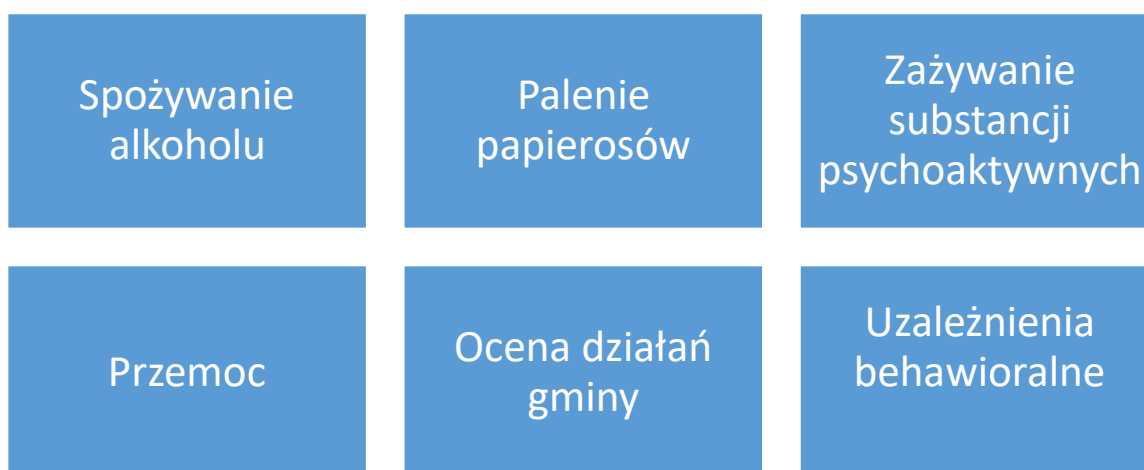 Spożywanie
alkoholu
Palenie
papierosów
Zażywanie
substancji
psychoaktywnych
Przemoc
Ocena działań
gminy
Uzależnienia
behawioralne